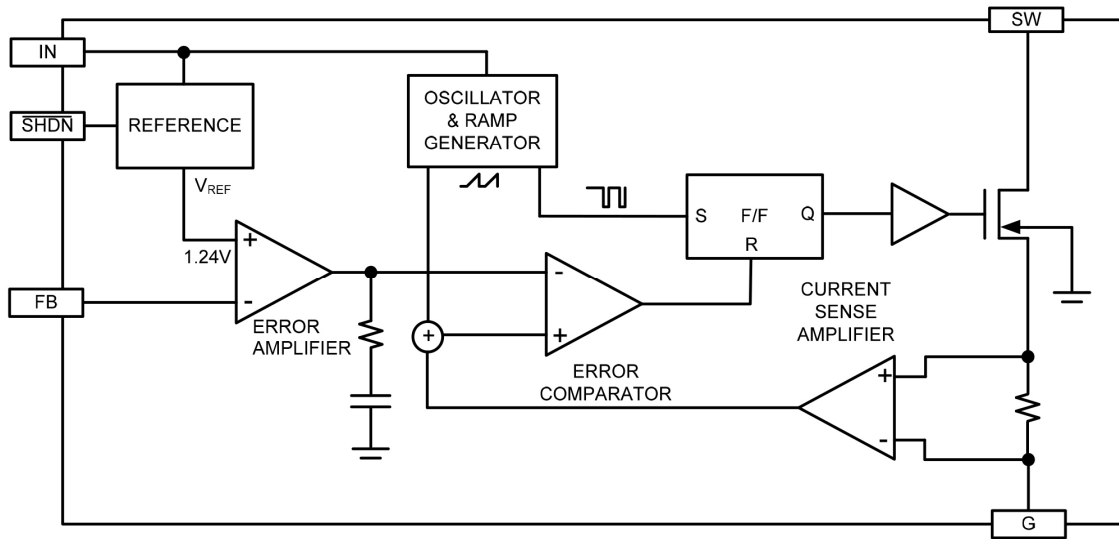 SW
IN
SHDN
REFERENCE
OSCILLATOR
& RAMP
GENERATOR
VREF
1.24V
+
-
S
F/F
Q
R
FB
ERROR
AMPLIFIER
-
+
+
ERROR
COMPARATOR
CURRENT
SENSE
AMPLIFIER
+
-
G